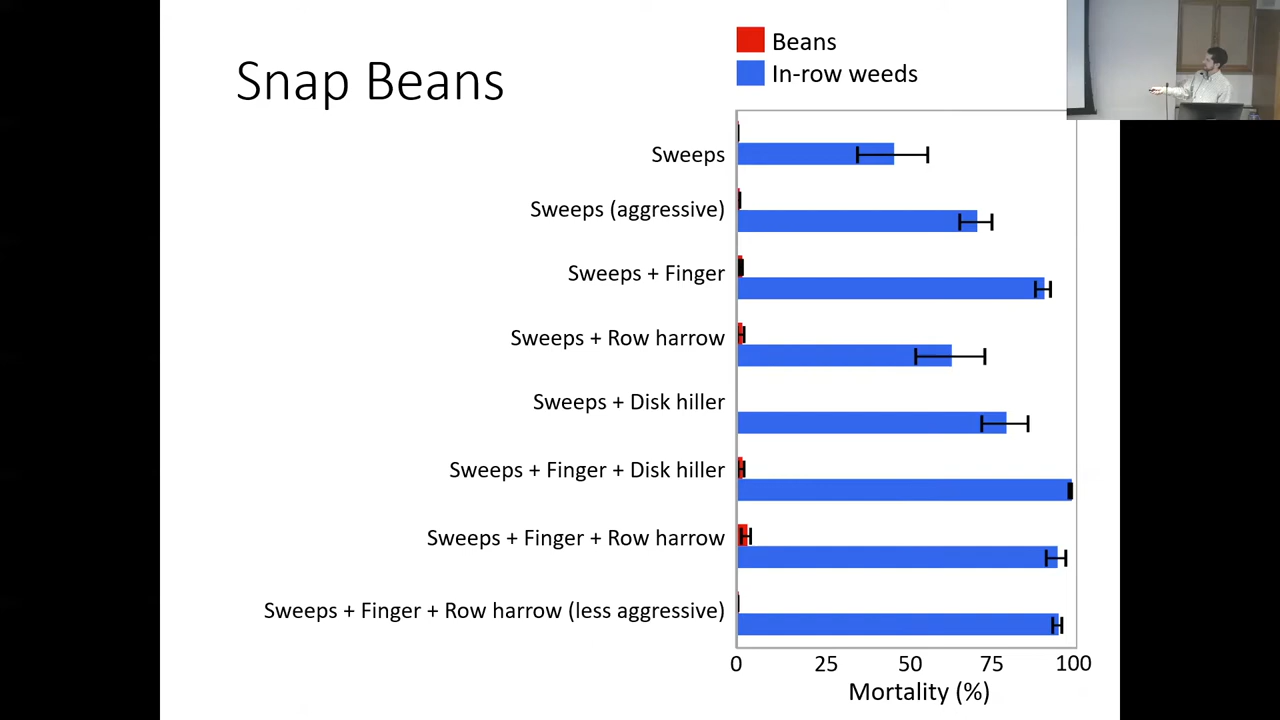 Snap Beans
Beans
In-row weeds
Sweeps
Sweeps (aggressive)
Sweeps + Finger
Sweeps + Row harrow
Sweeps + Disk hiller
Sweeps + Finger + Disk hiller
Sweeps + Finger + Row harrow
Sweeps + Finger + Row harrow (less aggressive)
0 25 50 75 100
Mortality (%)